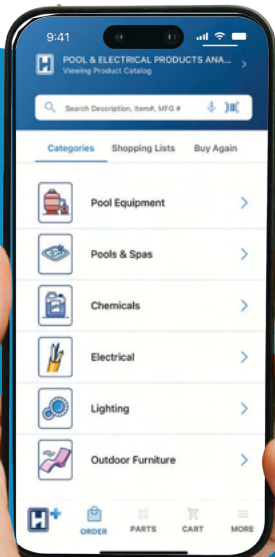 9:41
H POOL & ELECTRICAL PRODUCTS ANA...
Viewing Product Catalog
Search Description, Item#, MFG #
Categories Shopping Lists Buy Again
Pool Equipment
Pools & Spas
Chemicals
Electrical
Lighting
Outdoor Furniture
H+
ORDER PARTS CART MORE